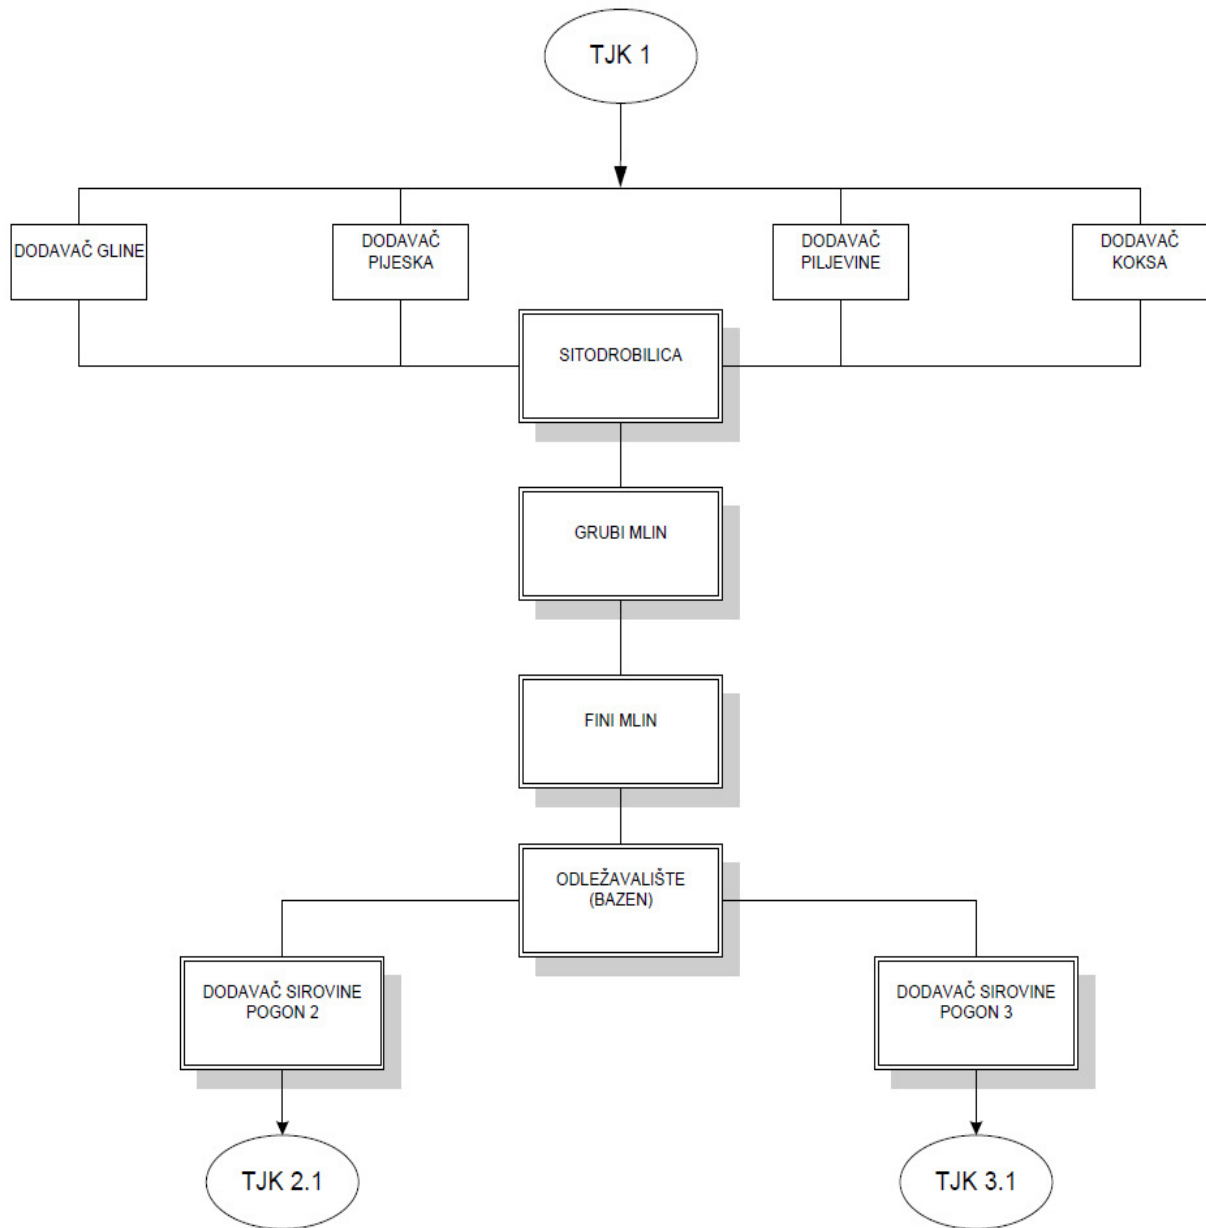 TJK 1
DODAVAČ GLINE
DODAVAČ
PIJESKA
DODAVAČ
PILJEVINE
DODAVAČ
KOKSA
SITODROBILICA
GRUBI MLIN
FINI MLIN
ODLEŽAVALIŠTE
(BAZEN)
DODAVAČ SIROVINE
POGON 2
DODAVAČ SIROVINE
POGON 3
TJK 2.1
TJK 3.1